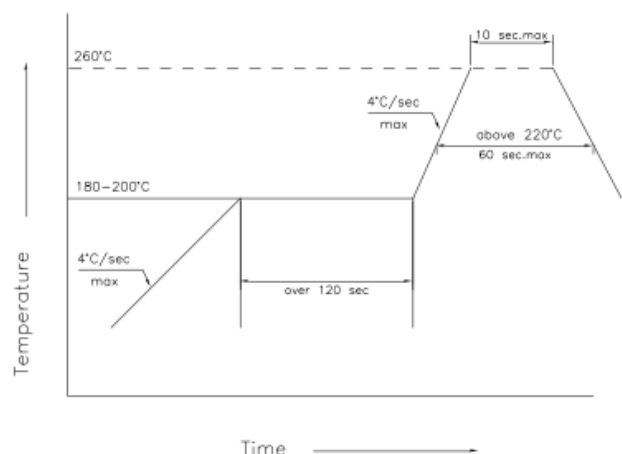 10 sec.max
260°C
4°C/sec
max
above 220°C
60 sec.max
180-200°C
4°C/sec
max
over 120 sec
Temperature
Time